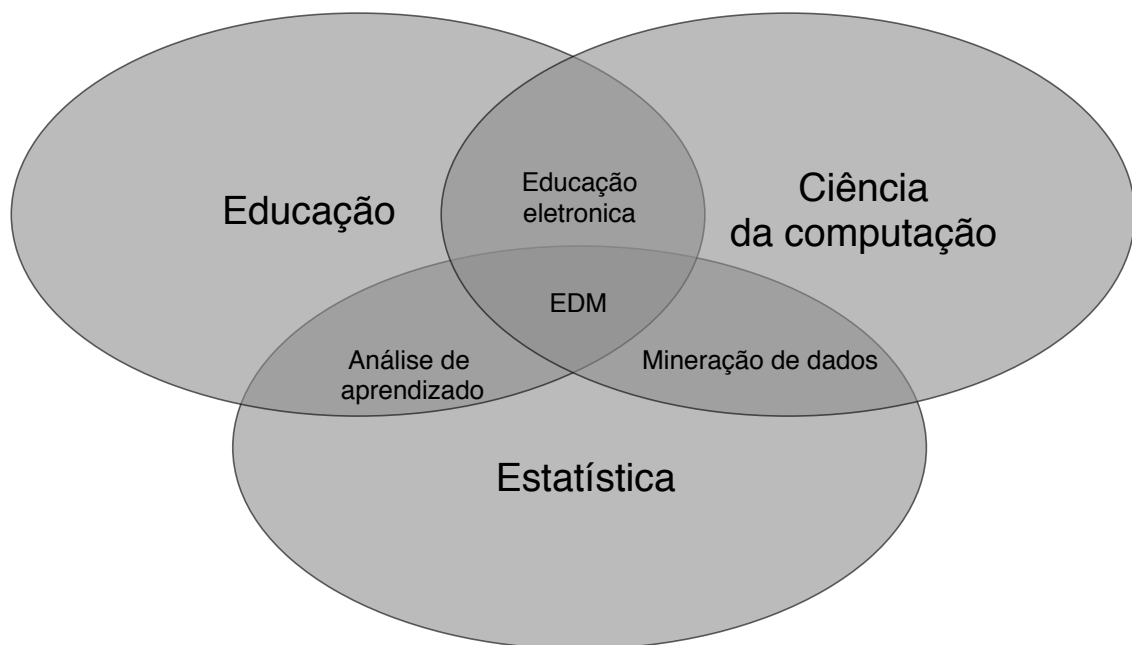 Educação
Educação
eletronica
Ciência
da computação
EDM
Análise de
aprendizado
Mineração de dados
Estatística